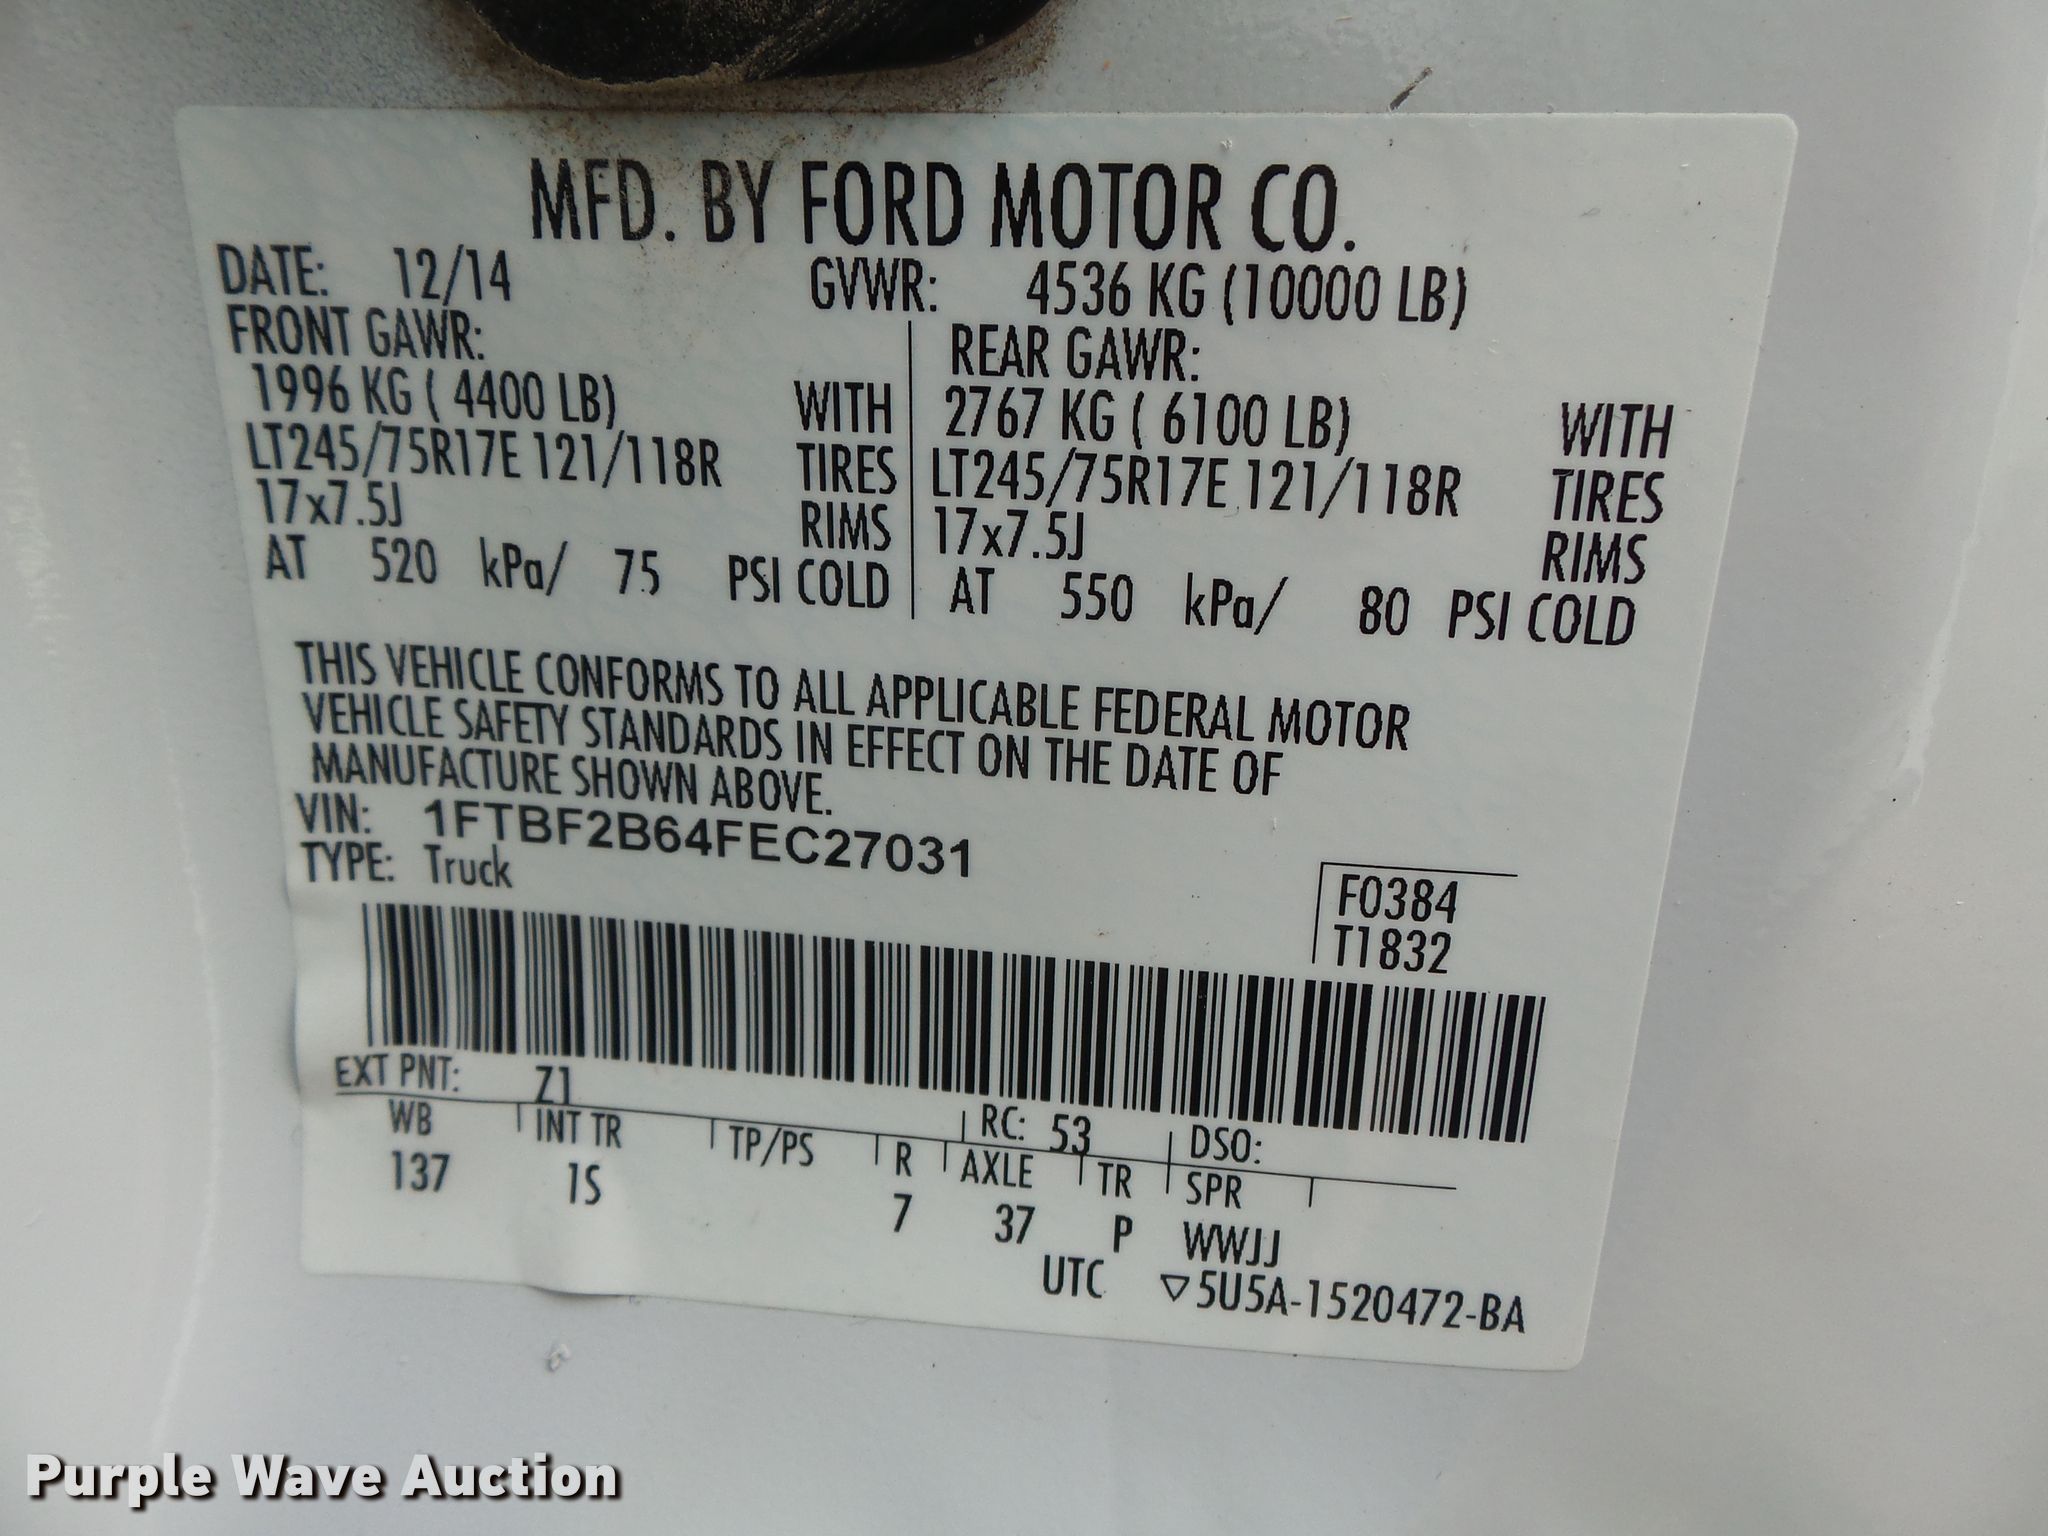 MFD. BY FORD MOTOR CO.
DATE: 12/14 GVWR: 4536 KG (10000 LB)
FRONT GAWR: REAR GAWR:
1996 KG ( 4400 LB) WITH 2767 KG ( 6100 LB) WITH
LT245/75R17E 121/118R TIRES LT245/75R17E 121/118R TIRES
17x7.5J RIMS 17x7.5J RIMS
AT 520 kPa/ 75 PSI COLD AT 550 kPa/ 80 PSI COLD
THIS VEHICLE CONFORMS TO ALL APPLICABLE FEDERAL MOTOR
VEHICLE SAFETY STANDARDS IN EFFECT ON THE DATE OF
MANUFACTURE SHOWN ABOVE.
VIN: 1FTBF2B64FEC27031
TYPE: Truck
F0384
T1832
EXT PNT: Z1 RC: 53 DSO:
WB INT TR TP/PS R AXLE TR SPR
137 1S 7 37 P WWJJ
UTC ▽5U5A-1520472-BA
Purple Wave Auction